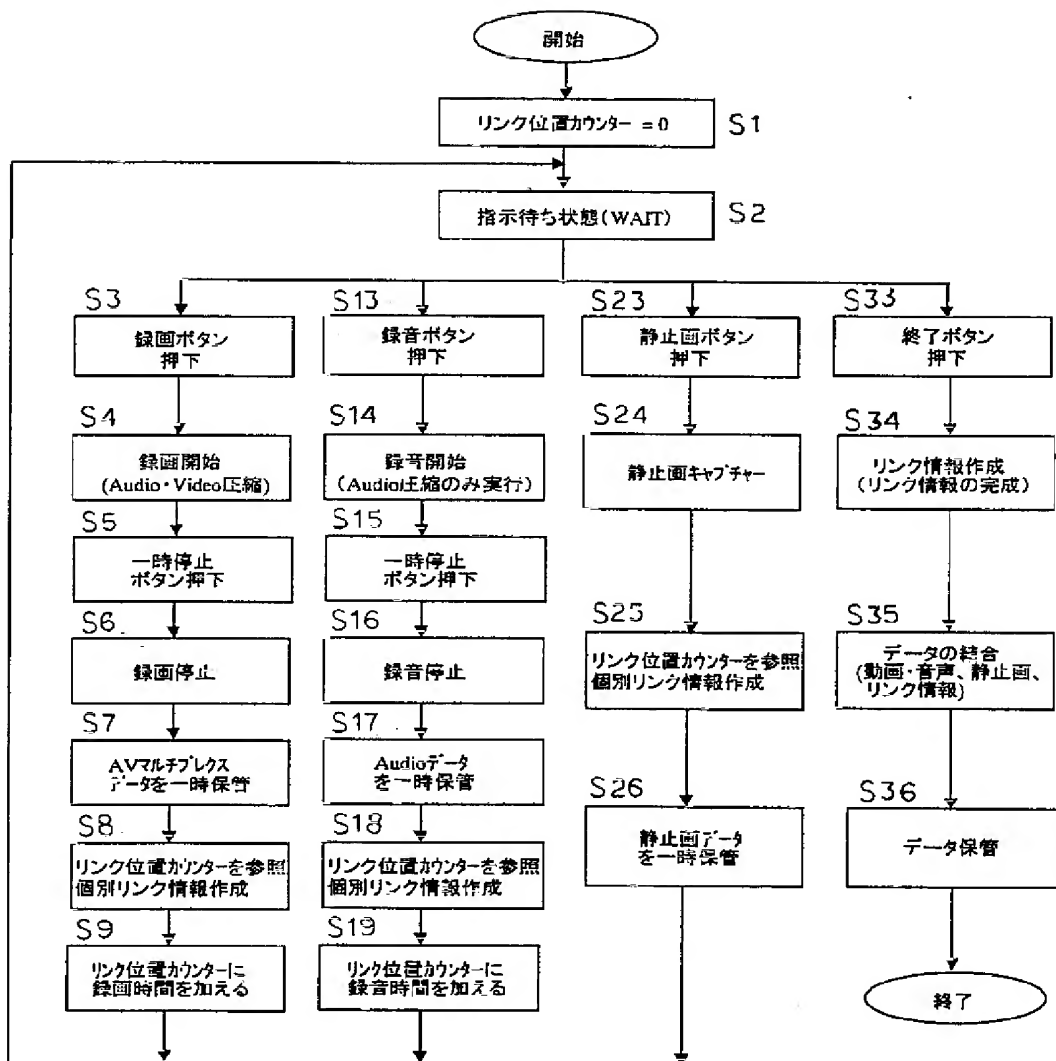 開始
リンク位置カウンター = 0
S1
指示待ち状態(WAIT)
S2
S3
録画ボタン
押下
S13
録音ボタン
押下
S23
静止画ボタン
押下
S33
終了ボタン
押下
S4
録画開始
(Audio・Video圧縮)
S14
録音開始
(Audio圧縮のみ実行)
S24
静止画キャプチャー
S34
リンク情報作成
(リンク情報の完成)
S5
一時停止
ボタン押下
S15
一時停止
ボタン押下
S6
録画停止
S16
録音停止
S25
リンク位置カウンターを参照
個別リンク情報作成
S35
データの結合
(動画・音声、静止画、
リンク情報)
S7
AVマルチプレクス
データを一時保管
S17
Audioデータ
を一時保管
S26
静止画データ
を一時保管
S36
データ保管
S8
リンク位置カウンターを参照
個別リンク情報作成
S18
リンク位置カウンターを参照
個別リンク情報作成
S9
リンク位置カウンターに
録画時間を加える
S19
リンク位置カウンターに
録音時間を加える
終了